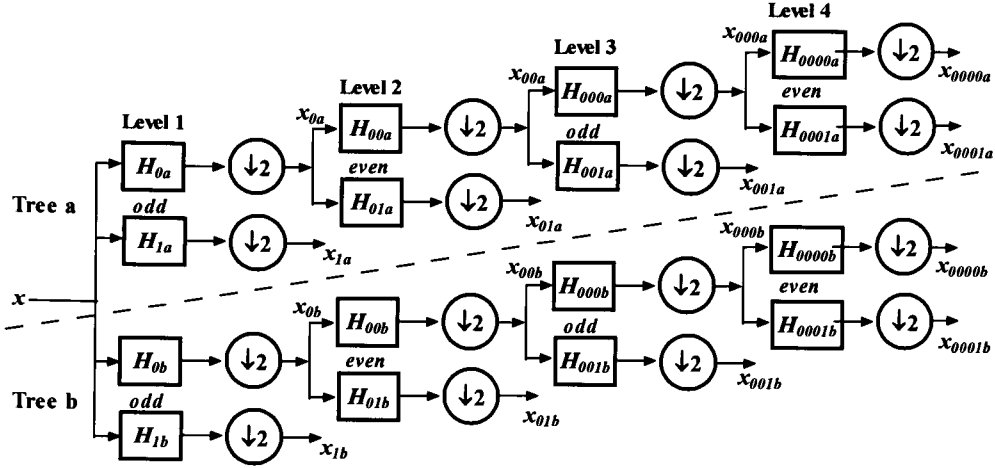 Level 4
x000a
H0000a
↓2
x0000a
Level 3
even
x00a
H000a
↓2
H0001a
↓2
x0001a
Level 2
odd
x0a
H00a
↓2
H001a
↓2
x001a
Level 1
even
H0a
↓2
H01a
↓2
x01a
Tree a
odd
H1a
↓2
x1a
x
x000b
H0000b
↓2
x0000b
x00b
H000b
↓2
even
H0001b
↓2
x0001b
x0b
H00b
↓2
odd
H001b
↓2
x001b
H0b
↓2
even
H01b
↓2
x01b
Tree b
odd
H1b
↓2
x1b